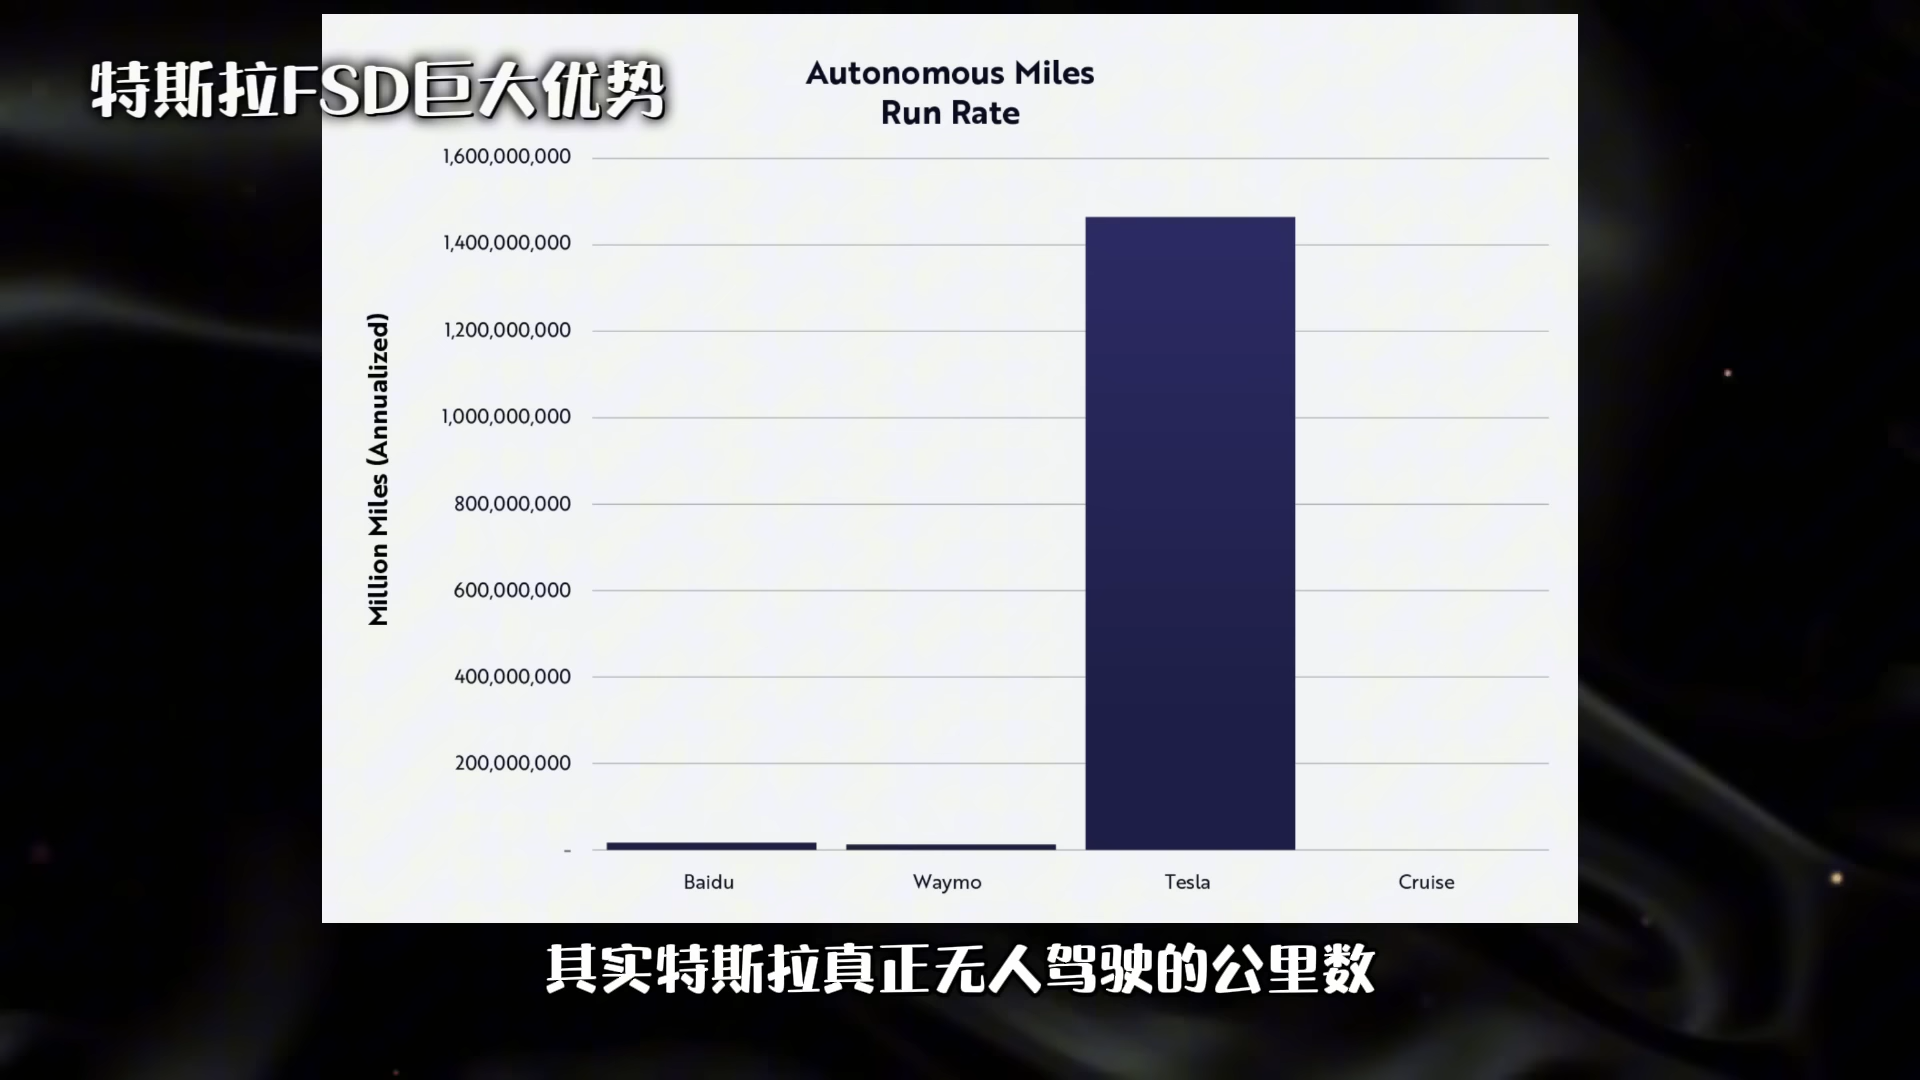 特斯拉FSD巨大优势
Autonomous Miles
Run Rate
Million Miles (Annualized)
1,600,000,000
1,400,000,000
1,200,000,000
1,000,000,000
800,000,000
600,000,000
400,000,000
200,000,000
-
Baidu Waymo Tesla Cruise
其实特斯拉真正无人驾驶的公里数